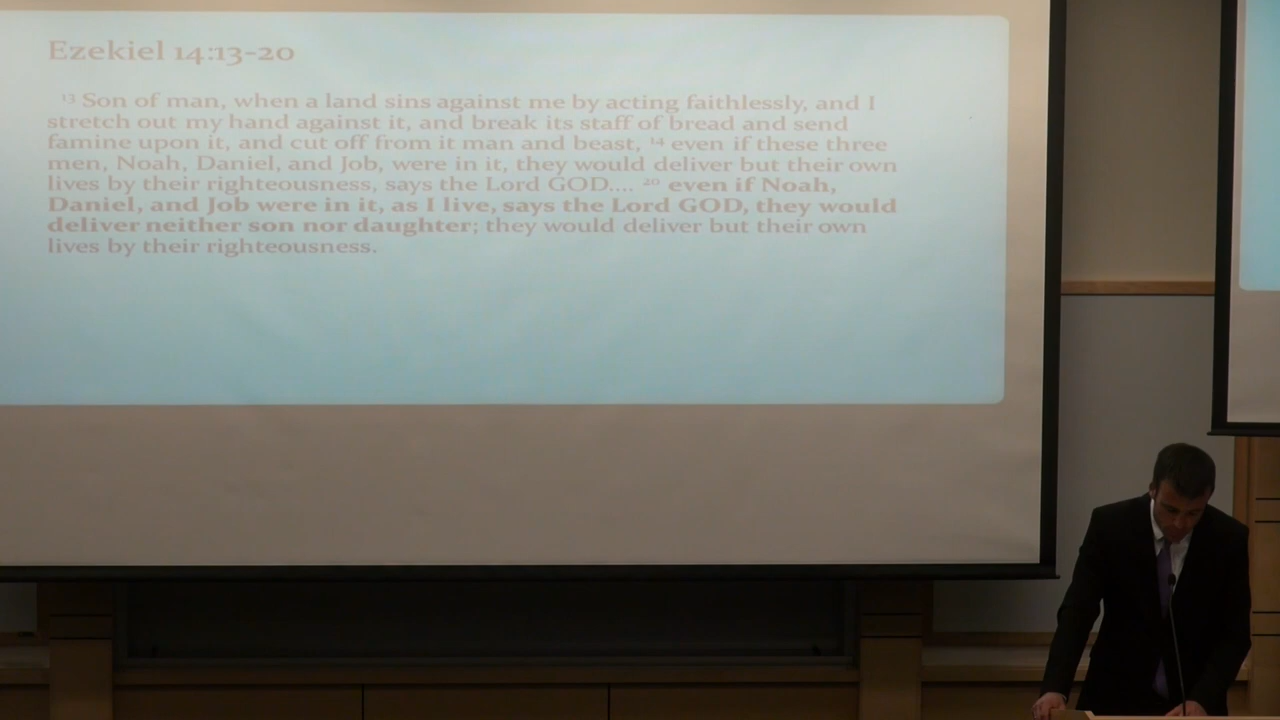 Ezekiel 14:13-20
13 Son of man, when a land sins against me by acting faithlessly, and I
stretch out my hand against it, and break its staff of bread and send
famine upon it, and cut off from it man and beast, 14 even if these three
men, Noah, Daniel, and Job, were in it, they would deliver but their own
lives by their righteousness, says the Lord GOD.... 20 even if Noah,
Daniel, and Job were in it, as I live, says the Lord GOD, they would
deliver neither son nor daughter; they would deliver but their own
lives by their righteousness.